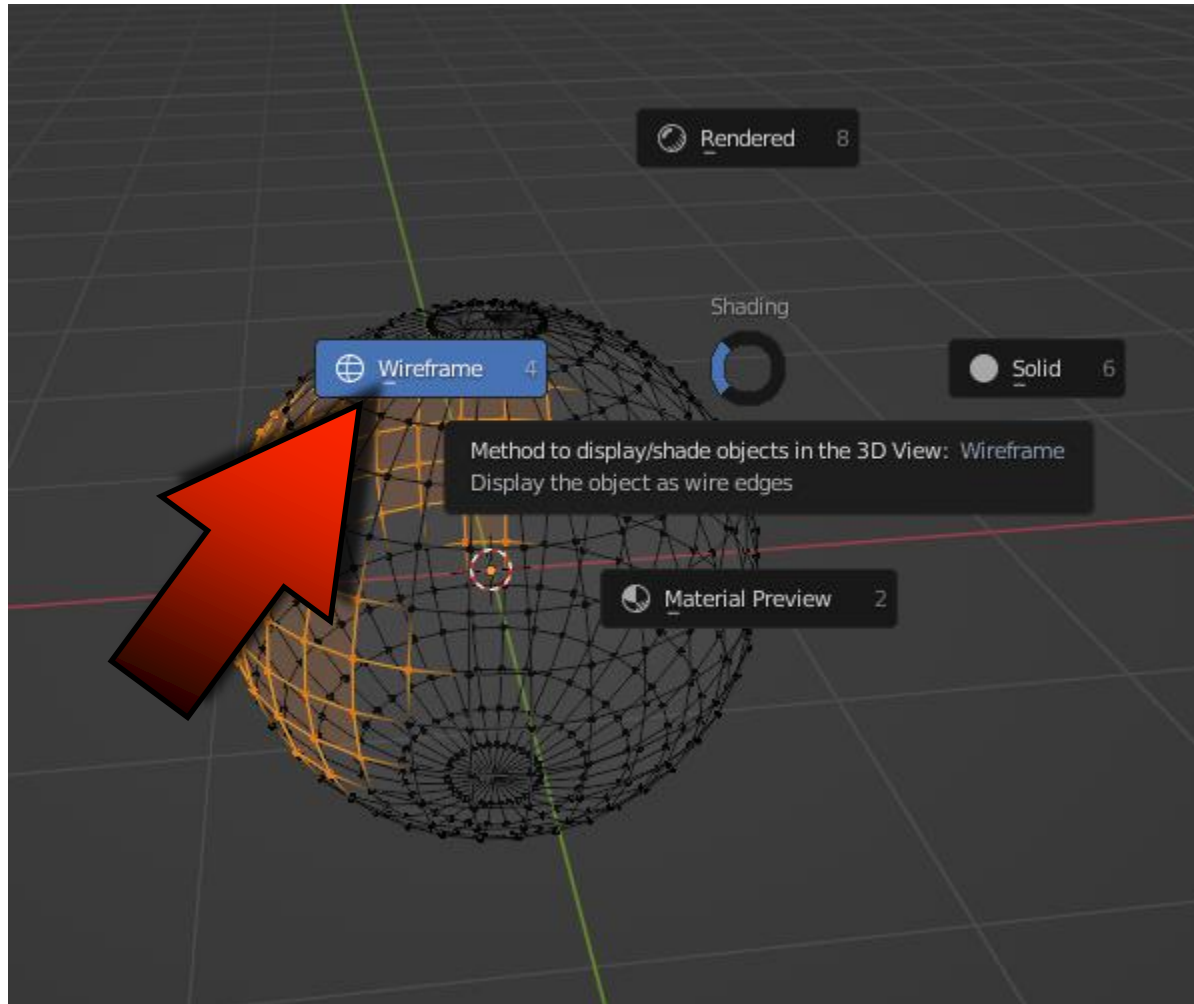 Rendered 8
Shading
Wireframe 4
Solid 6
Method to display/shade objects in the 3D View: Wireframe
Display the object as wire edges
Material Preview 2